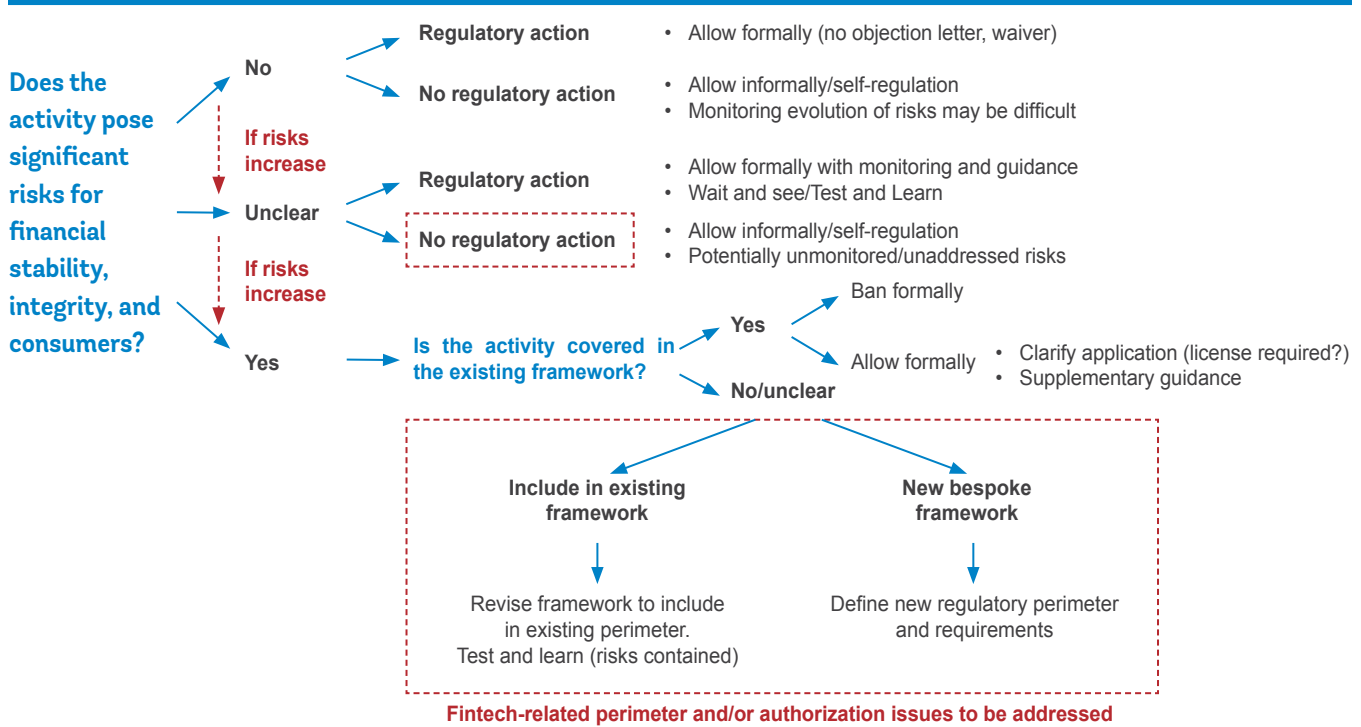 Does the
activity pose
significant
risks for
financial
stability,
integrity, and
consumers?
No
If risks
increase
Unclear
If risks
increase
Yes
Regulatory action
• Allow formally (no objection letter, waiver)
No regulatory action
• Allow informally/self-regulation
• Monitoring evolution of risks may be difficult
Regulatory action
• Allow formally with monitoring and guidance
• Wait and see/Test and Learn
No regulatory action
• Allow informally/self-regulation
• Potentially unmonitored/unaddressed risks
Is the activity covered in
the existing framework?
Yes
Ban formally
Allow formally
• Clarify application (license required?)
• Supplementary guidance
No/unclear
Include in existing
framework
Revise framework to include
in existing perimeter.
Test and learn (risks contained)
New bespoke
framework
Define new regulatory perimeter
and requirements
Fintech-related perimeter and/or authorization issues to be addressed